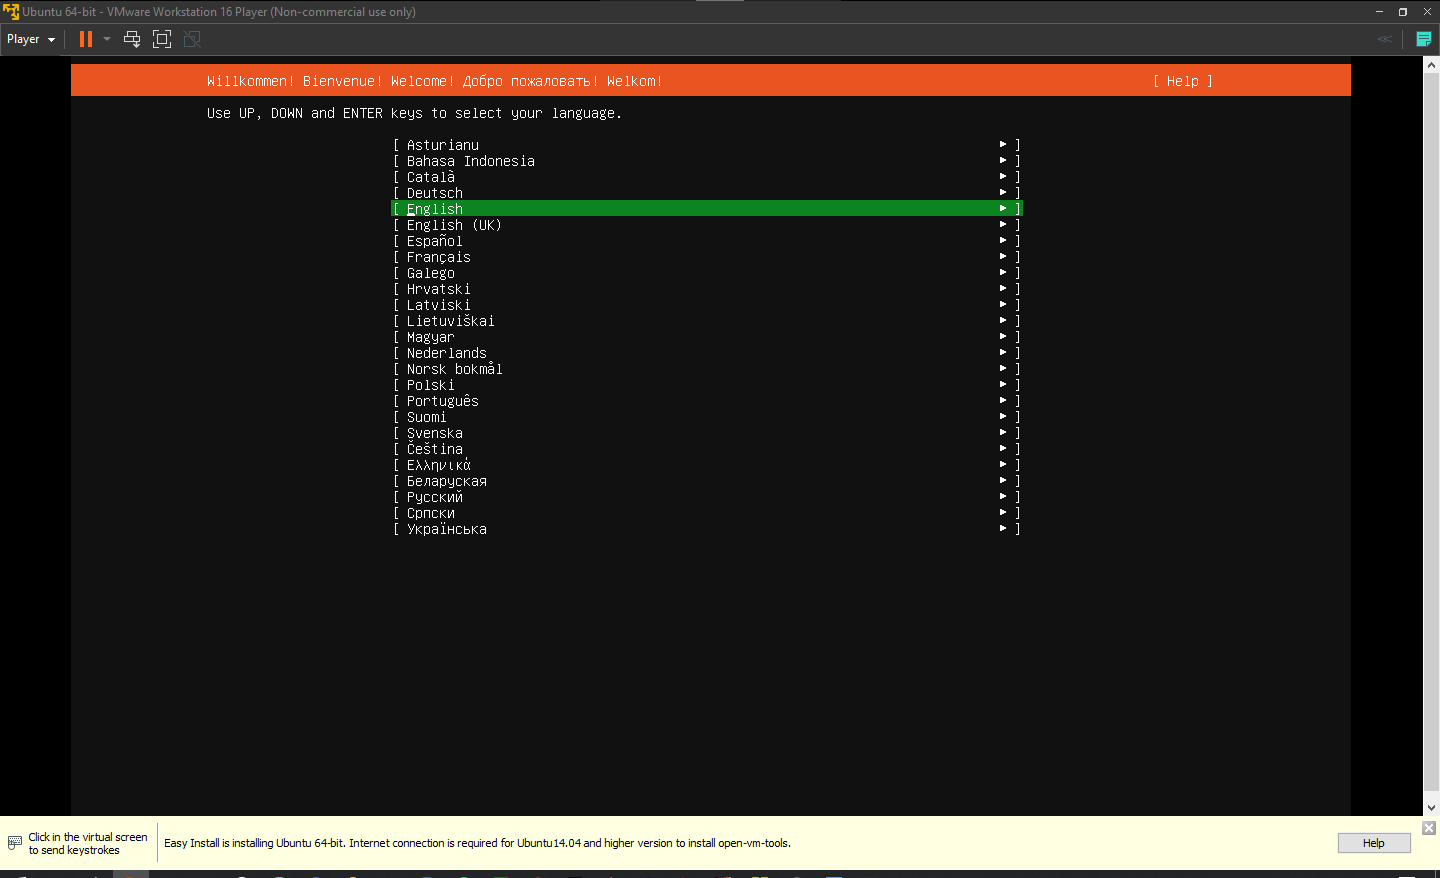 Ubuntu 64-bit - VMware Workstation 16 Player (Non-commercial use only)
Player
Willkommen! Bienvenue! Welcome! Добро пожаловать! Welkom! [ Help ]
Use UP, DOWN and ENTER keys to select your language.
[ Asturianu ► ]
[ Bahasa Indonesia ► ]
[ Català ► ]
[ Deutsch ► ]
[ English ► ]
[ English (UK) ► ]
[ Español ► ]
[ Français ► ]
[ Galego ► ]
[ Hrvatski ► ]
[ Latviski ► ]
[ Lietuviškai ► ]
[ Magyar ► ]
[ Nederlands ► ]
[ Norsk bokmål ► ]
[ Polski ► ]
[ Português ► ]
[ Suomi ► ]
[ Svenska ► ]
[ Čeština ► ]
[ Ελληνικά ► ]
[ Беларуская ► ]
[ Русский ► ]
[ Српски ► ]
[ Українська ► ]
Click in the virtual screen
to send keystrokes
Easy Install is installing Ubuntu 64-bit. Internet connection is required for Ubuntu14.04 and higher version to install open-vm-tools.
Help